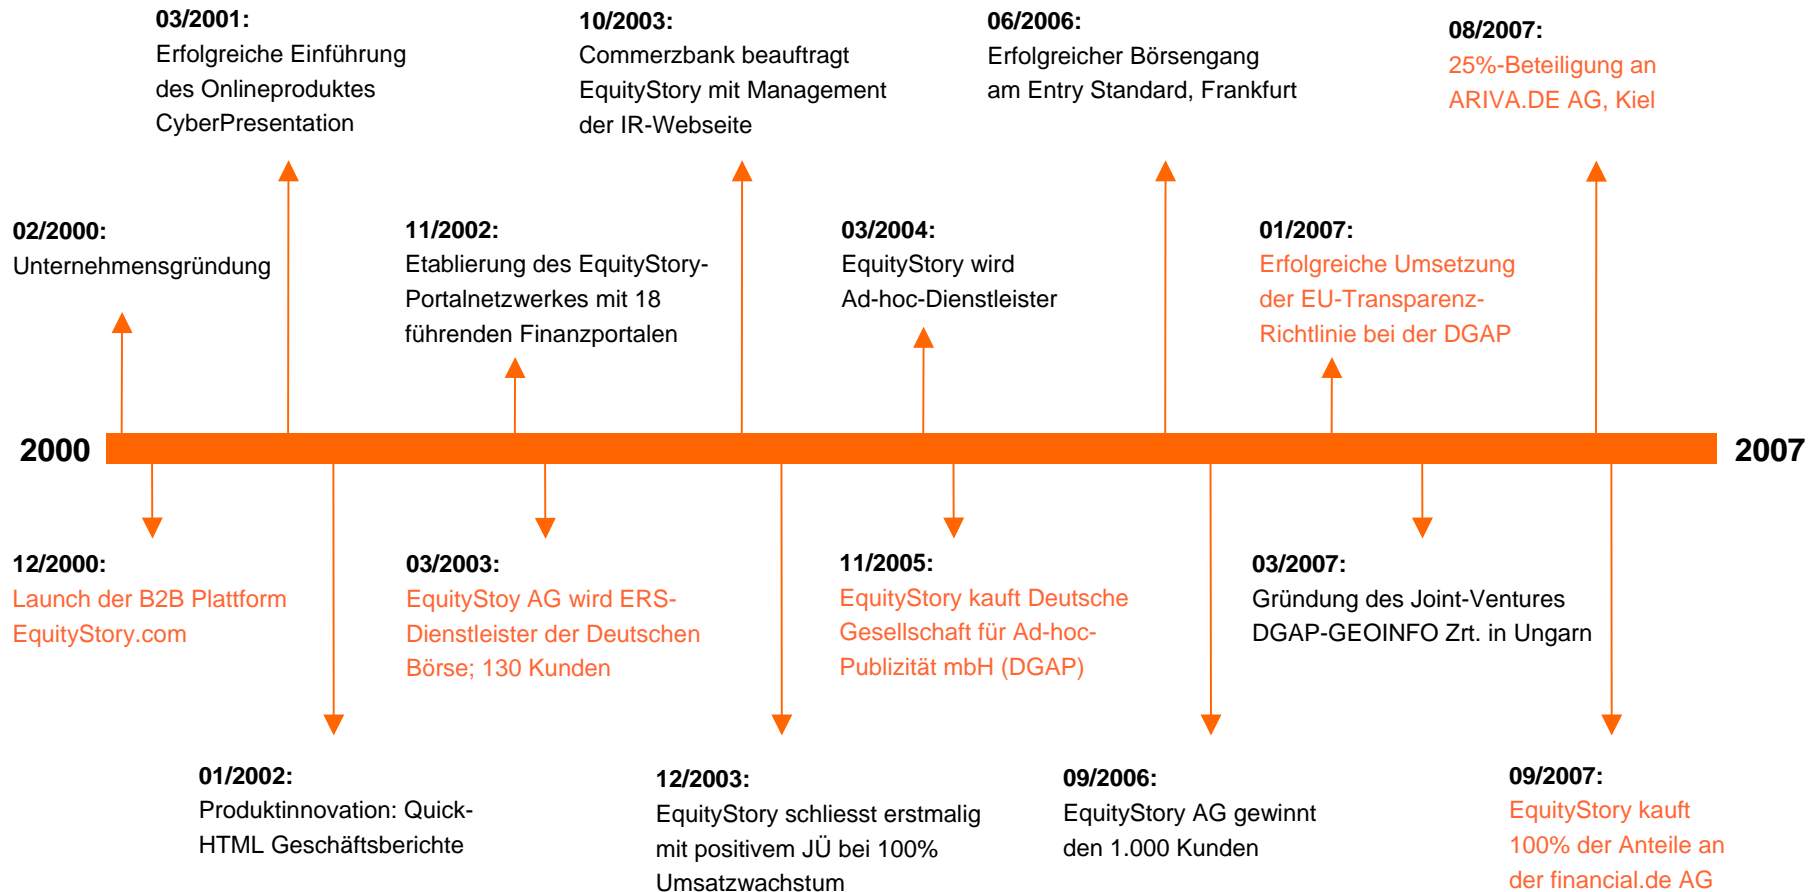 03/2001:
Erfolgreiche Einführung
des Onlineproduktes
CyberPresentation
10/2003:
Commerzbank beauftragt
EquityStory mit Management
der IR-Webseite
06/2006:
Erfolgreicher Börsengang
am Entry Standard, Frankfurt
08/2007:
25%-Beteiligung an
ARIVA.DE AG, Kiel
02/2000:
Unternehmensgründung
11/2002:
Etablierung des EquityStory-
Portalnetzwerkes mit 18
führenden Finanzportalen
03/2004:
EquityStory wird
Ad-hoc-Dienstleister
01/2007:
Erfolgreiche Umsetzung
der EU-Transparenz-
Richtlinie bei der DGAP
2000
2007
12/2000:
Launch der B2B Plattform
EquityStory.com
03/2003:
EquityStoy AG wird ERS-
Dienstleister der Deutschen
Börse; 130 Kunden
11/2005:
EquityStory kauft Deutsche
Gesellschaft für Ad-hoc-
Publizität mbH (DGAP)
03/2007:
Gründung des Joint-Ventures
DGAP-GEOINFO Zrt. in Ungarn
01/2002:
Produktinnovation: Quick-
HTML Geschäftsberichte
12/2003:
EquityStory schliesst erstmalig
mit positivem JÜ bei 100%
Umsatzwachstum
09/2006:
EquityStory AG gewinnt
den 1.000 Kunden
09/2007:
EquityStory kauft
100% der Anteile an
der financial.de AG